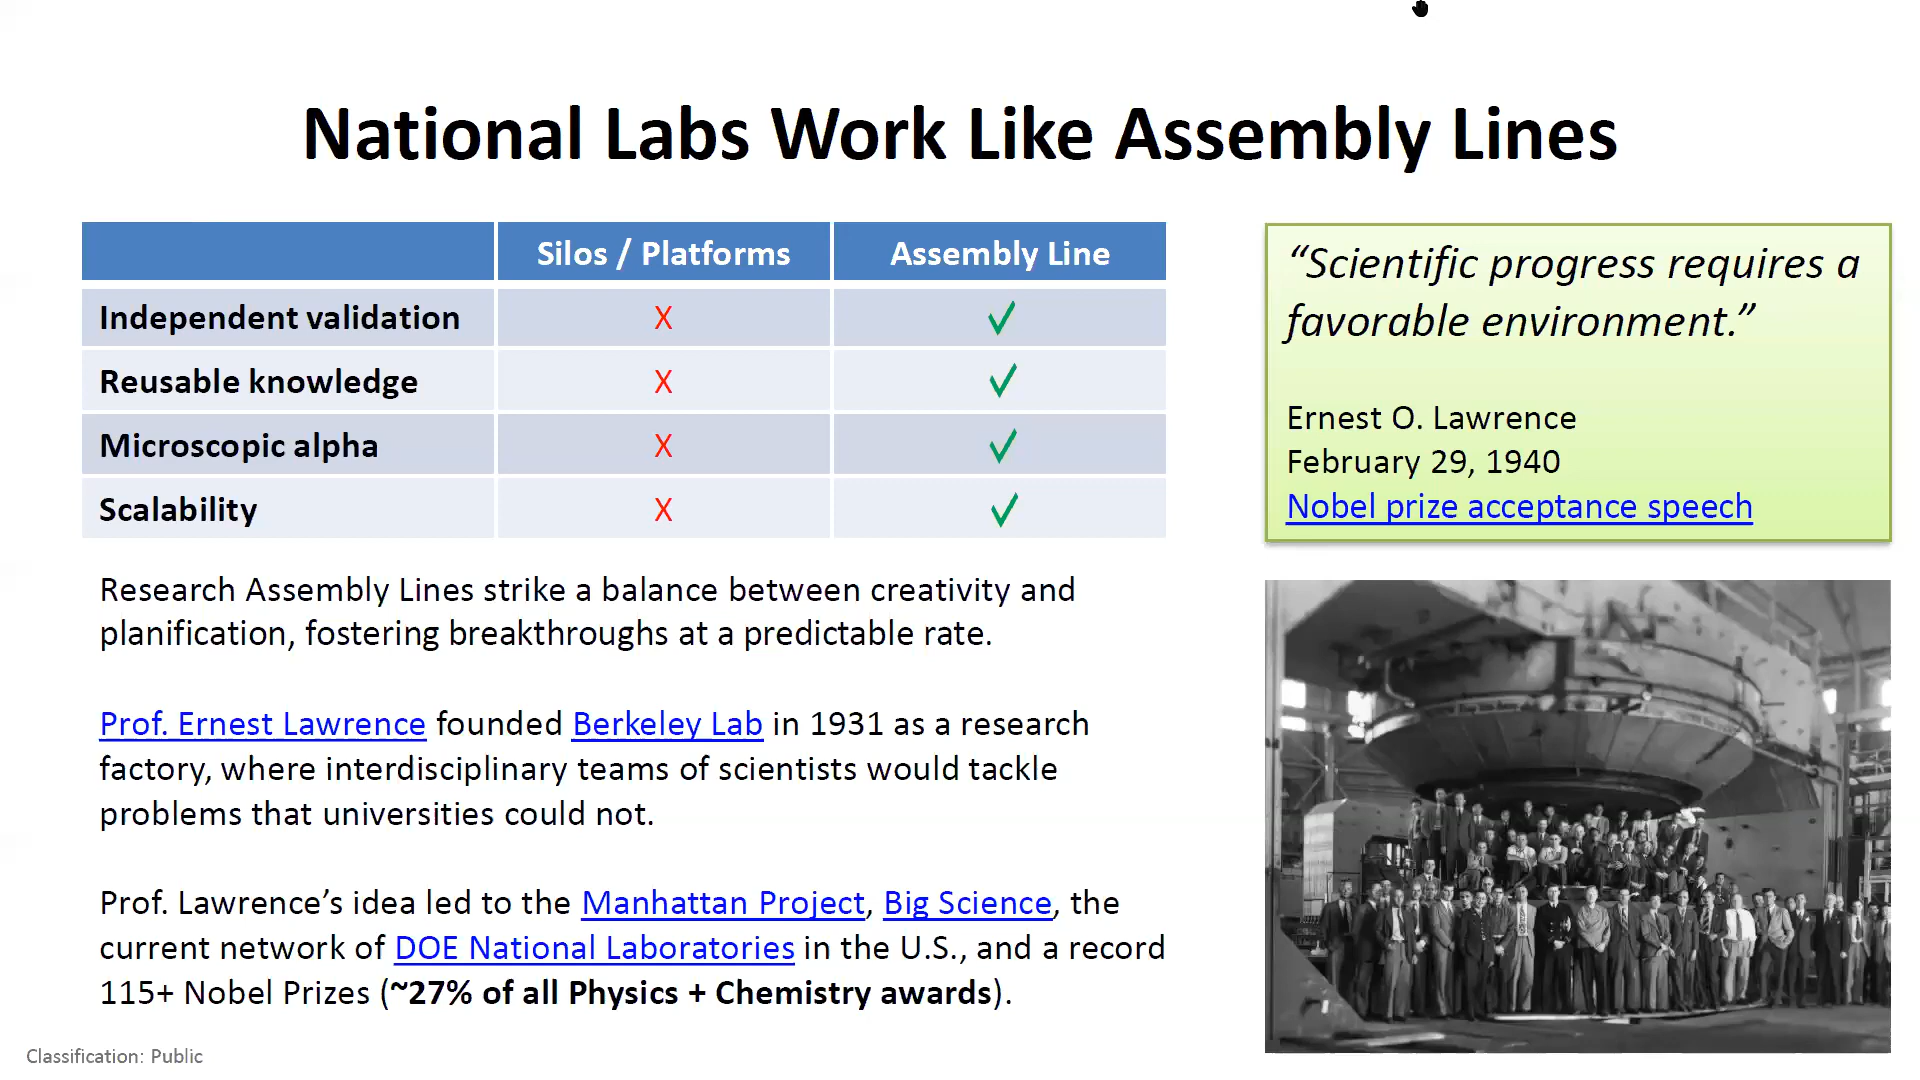 National Labs Work Like Assembly Lines
Silos / Platforms Assembly Line
Independent validation X ✓
Reusable knowledge X ✓
Microscopic alpha X ✓
Scalability X ✓
Research Assembly Lines strike a balance between creativity and
planification, fostering breakthroughs at a predictable rate.
Prof. Ernest Lawrence founded Berkeley Lab in 1931 as a research
factory, where interdisciplinary teams of scientists would tackle
problems that universities could not.
Prof. Lawrence’s idea led to the Manhattan Project, Big Science, the
current network of DOE National Laboratories in the U.S., and a record
115+ Nobel Prizes (~27% of all Physics + Chemistry awards).
“Scientific progress requires a
favorable environment.”
Ernest O. Lawrence
February 29, 1940
Nobel prize acceptance speech
Classification: Public